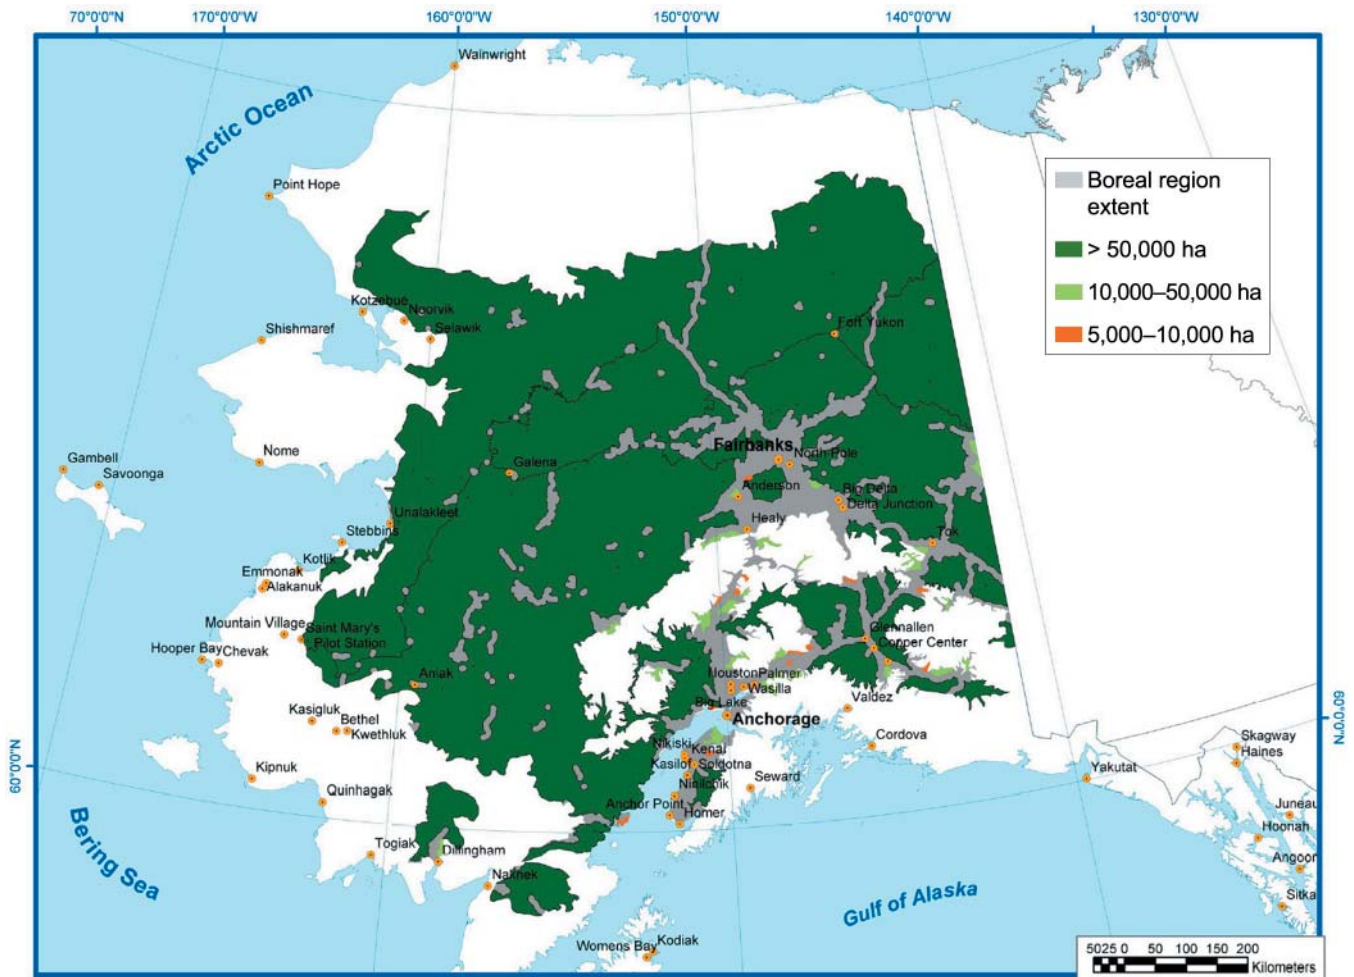 70°0'0"W
170°0'0"W
160°0'0"W
150°0'0"W
140°0'0"W
130°0'0"W
Wainwright
Arctic Ocean
Point Hope
Boreal region
extent
> 50,000 ha
10,000–50,000 ha
5,000–10,000 ha
Kotzebue
Noorvik
Selawik
Shishmaref
Fort Yukon
Fairbanks
North Pole
Nome
Gambell
Savoonga
Galena
Anderson
Big Delta
Delta Junction
Unalakleet
Healy
Tok
Stebbins
Kotlik
Emmonak
Alakanuk
Mountain Village
Saint Mary's
Pilot Station
Hooper Bay
Chevak
Glennallen
Copper Center
Aniak
Houston
Palmer
Wasilla
Big Lake
Valdez
Anchorage
Kasigluk
Bethel
Kwethluk
Cordova
60°0'0"N
60°0'0"N
Nikiski
Kenai
Kasilof
Soldotna
Skagway
Haines
Kipnuk
Seward
Yakutat
Quinhagak
Ninilchik
Anchor Point
Homer
Juneau
Hoonah
Bering Sea
Togiak
Dillingham
Angoon
Naknek
Gulf of Alaska
Sitka
Womens Bay
Kodiak
5025 0 50 100 150 200
Kilometers